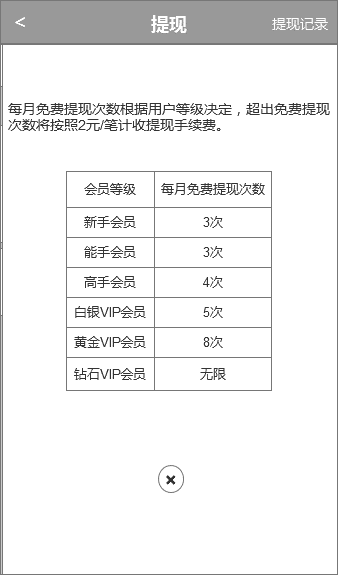 < 提现 提现记录
每月免费提现次数根据用户等级决定，超出免费提现
次数将按照2元/笔计收提现手续费。
会员等级 每月免费提现次数
新手会员 3次
能手会员 3次
高手会员 4次
白银VIP会员 5次
黄金VIP会员 8次
钻石VIP会员 无限